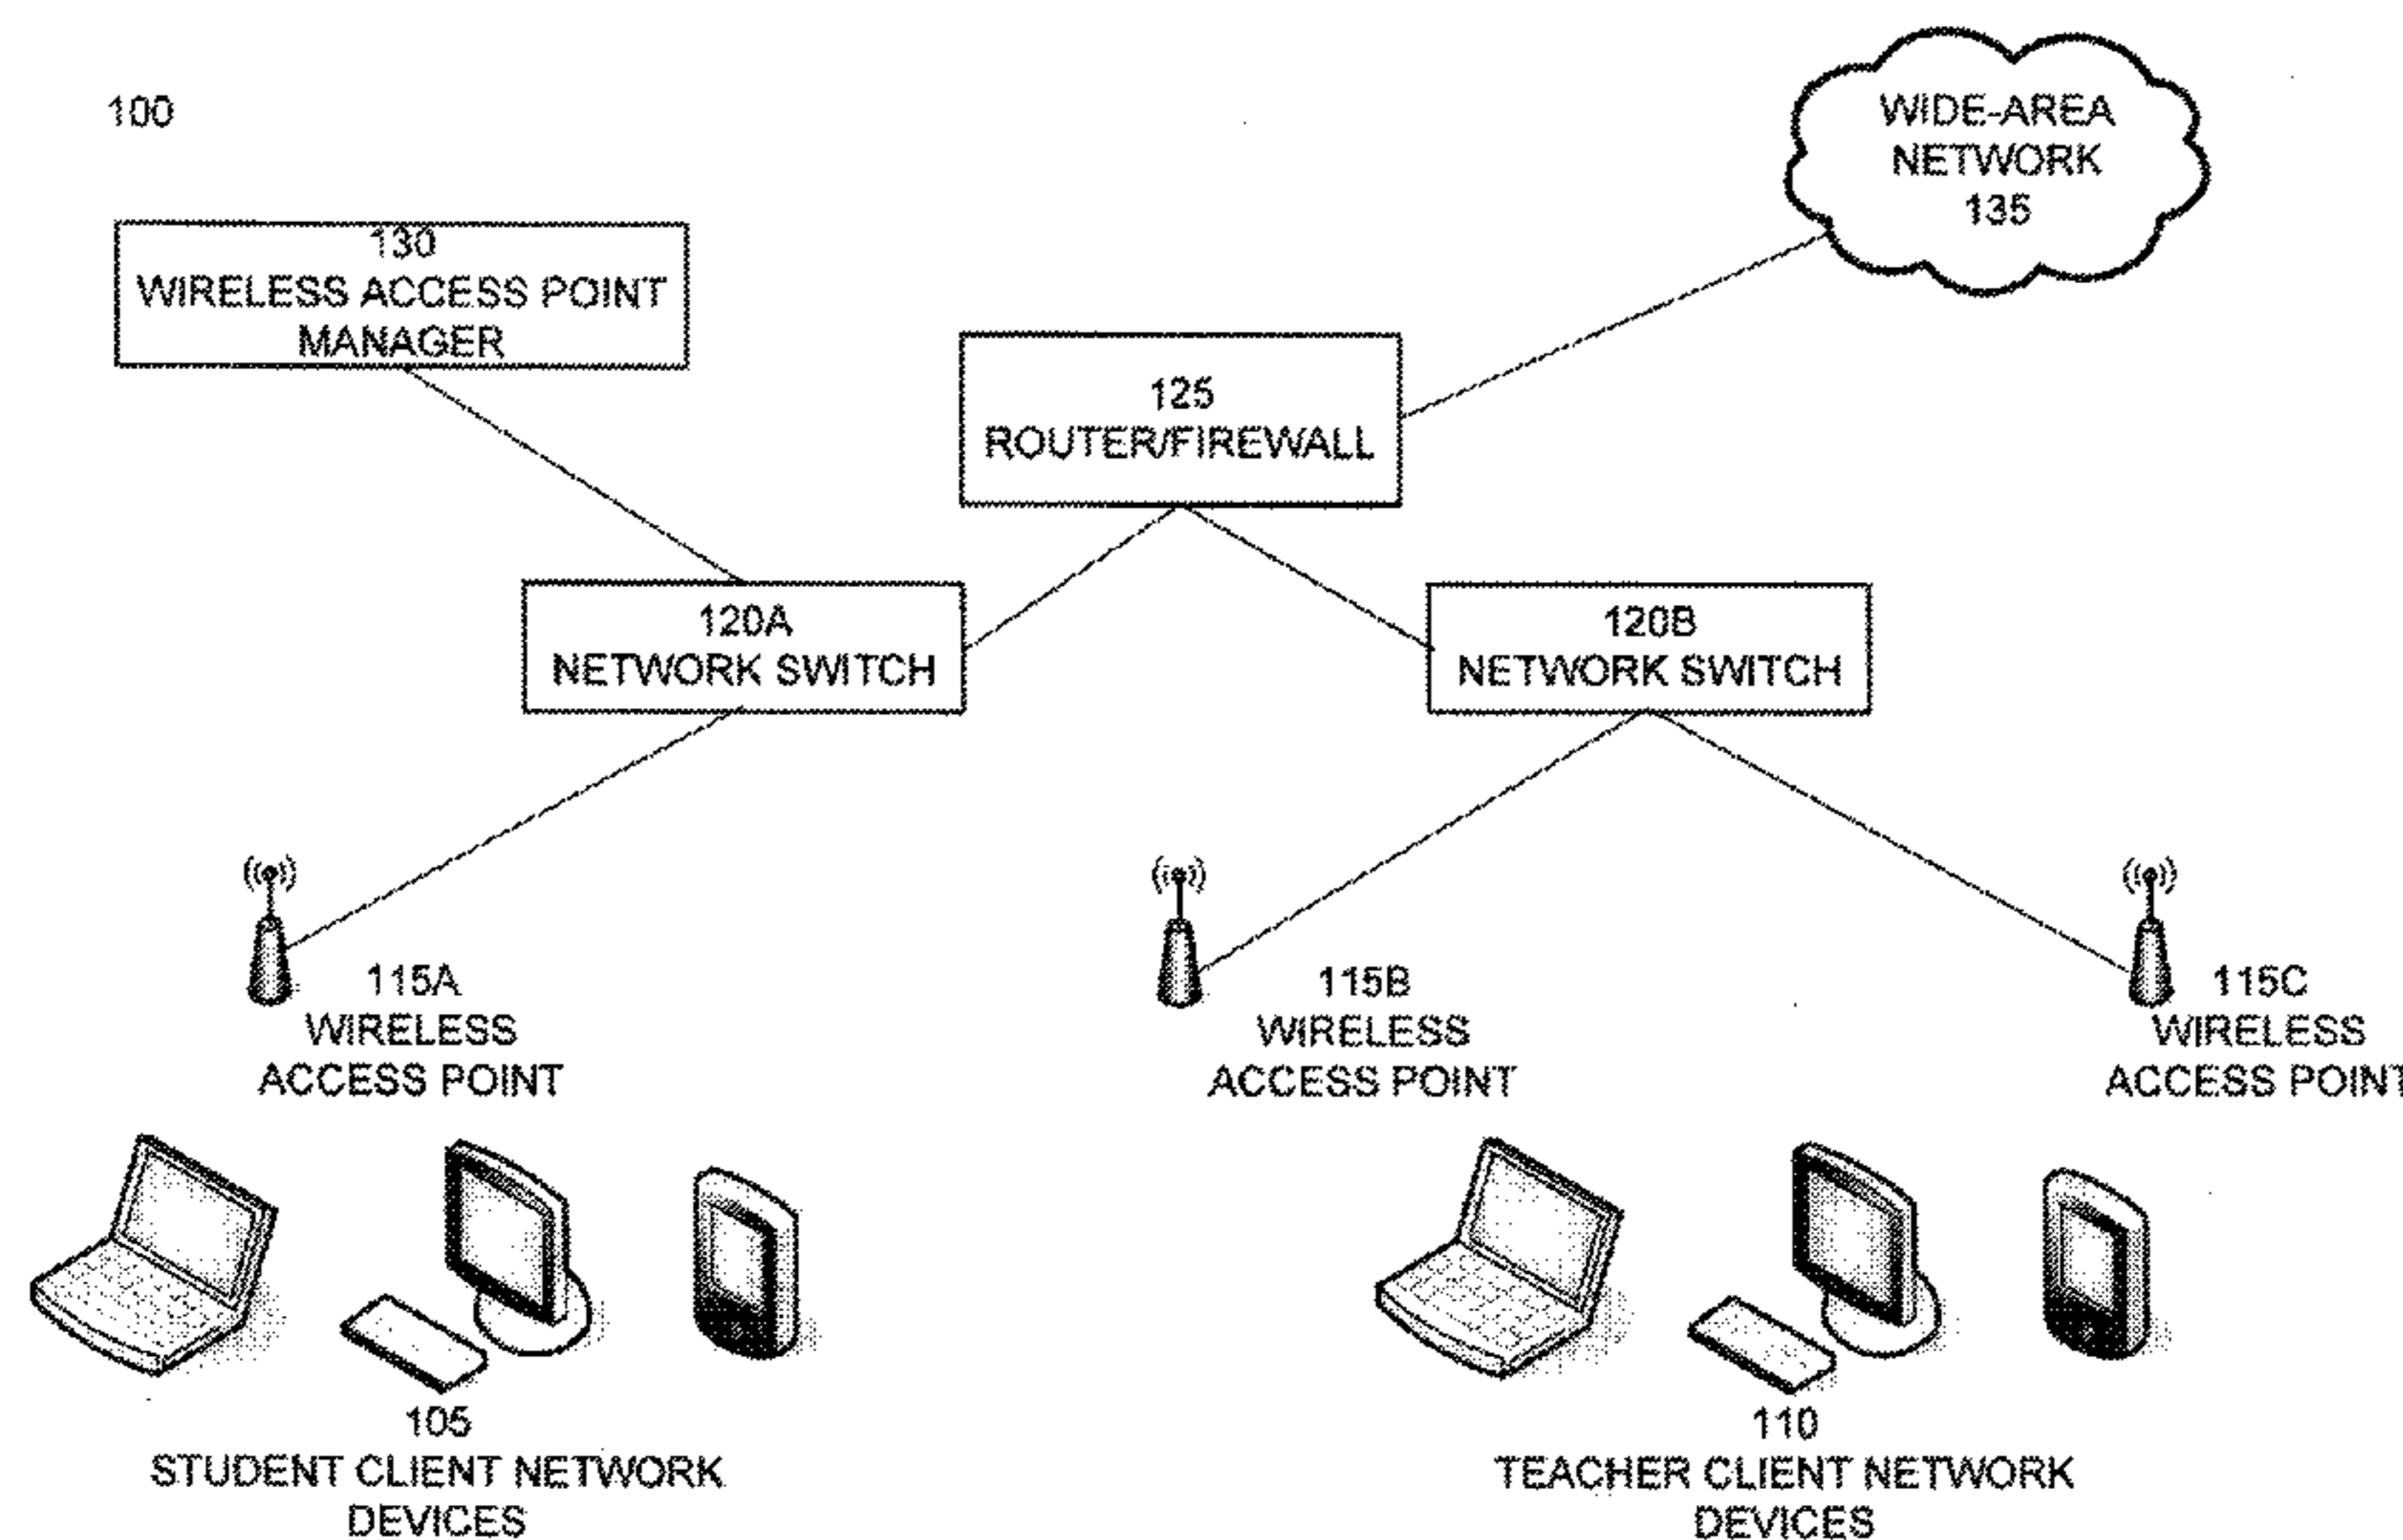 100
WIDE-AREA
NETWORK
135
130
WIRELESS ACCESS POINT
MANAGER
125
ROUTER/FIREWALL
120A
NETWORK SWITCH
120B
NETWORK SWITCH
115A
WIRELESS
ACCESS POINT
115B
WIRELESS
ACCESS POINT
115C
WIRELESS
ACCESS POINT
105
STUDENT CLIENT NETWORK
DEVICES
110
TEACHER CLIENT NETWORK
DEVICES